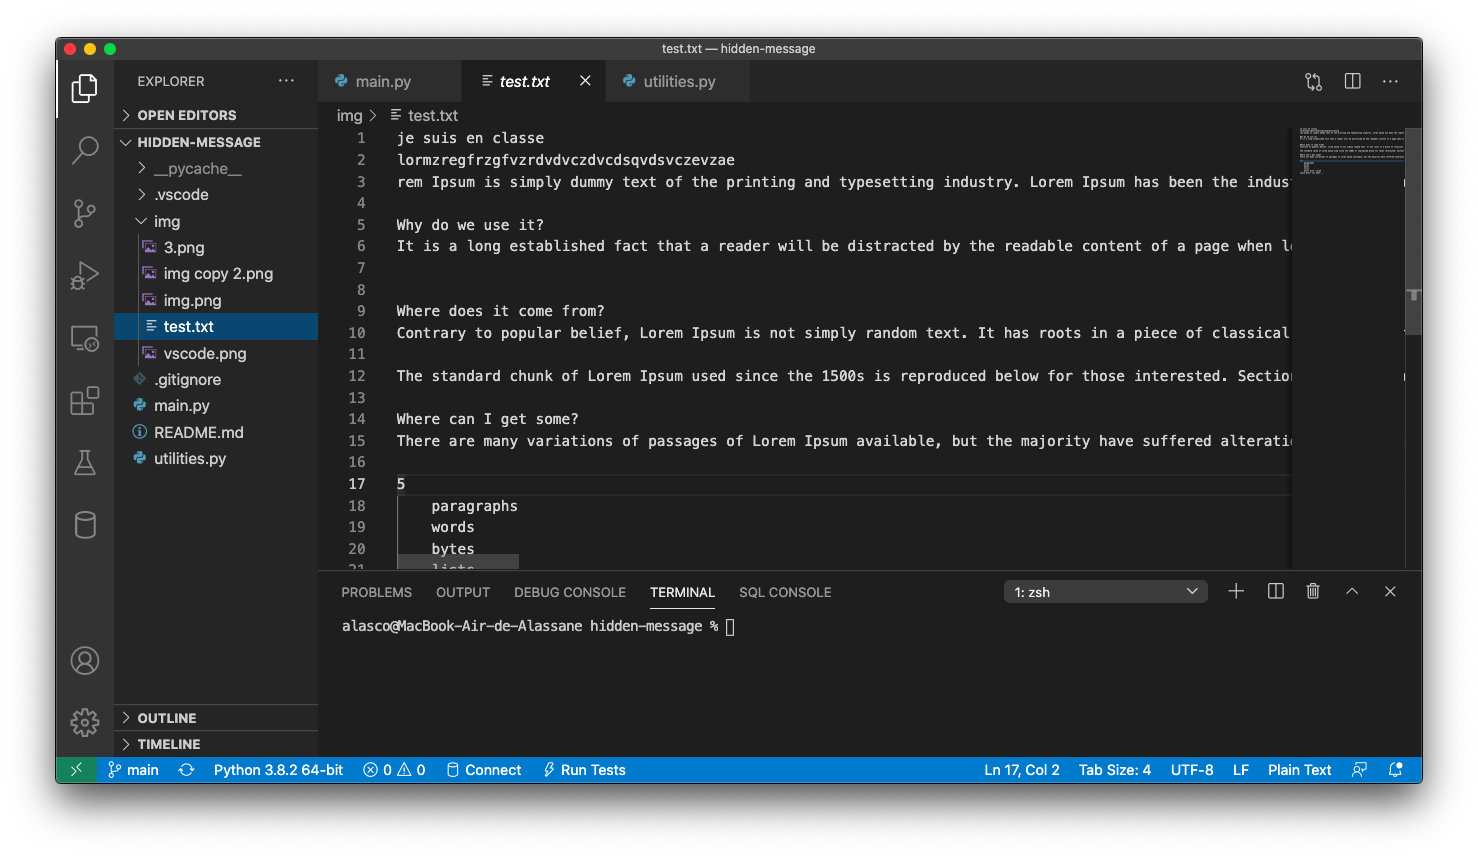 test.txt — hidden-message
EXPLORER
OPEN EDITORS
HIDDEN-MESSAGE
__pycache__
.vscode
img
3.png
img copy 2.png
img.png
test.txt
vscode.png
.gitignore
main.py
README.md
utilities.py
OUTLINE
TIMELINE
main.py test.txt utilities.py
img test.txt
1 je suis en classe
2 lormzregfrzgfvzrdvdvczdvcdsqvdsvczevzae
3 rem Ipsum is simply dummy text of the printing and typesetting industry. Lorem Ipsum has been the indus
4
5 Why do we use it?
6 It is a long established fact that a reader will be distracted by the readable content of a page when l
7
8
9 Where does it come from?
10 Contrary to popular belief, Lorem Ipsum is not simply random text. It has roots in a piece of classical
11
12 The standard chunk of Lorem Ipsum used since the 1500s is reproduced below for those interested. Section
13
14 Where can I get some?
15 There are many variations of passages of Lorem Ipsum available, but the majority have suffered alterati
16
17 5
18 paragraphs
19 words
20 bytes
21 lists
PROBLEMS OUTPUT DEBUG CONSOLE TERMINAL SQL CONSOLE 1: zsh
alasco@MacBook-Air-de-Alassane hidden-message %
main Python 3.8.2 64-bit 0 0 Connect Run Tests Ln 17, Col 2 Tab Size: 4 UTF-8 LF Plain Text